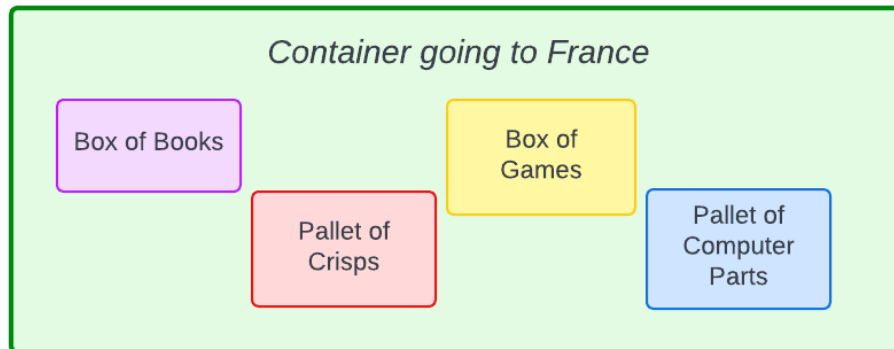 Container going to France
Box of Books
Box of
Games
Pallet of
Crisps
Pallet of
Computer
Parts